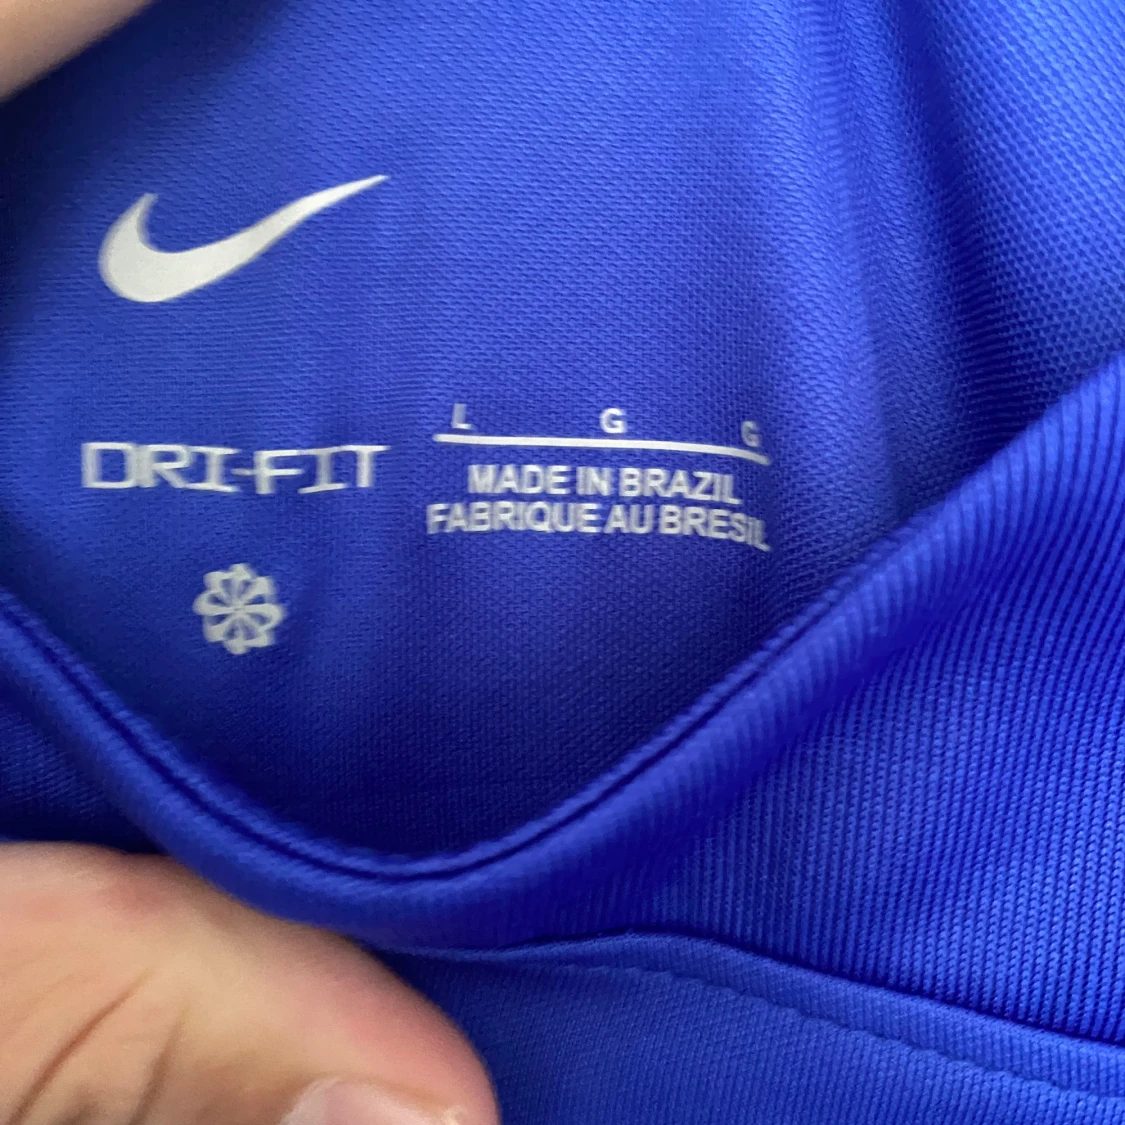 DRI-FIT
L G G
MADE IN BRAZIL
FABRIQUE AU BRESIL